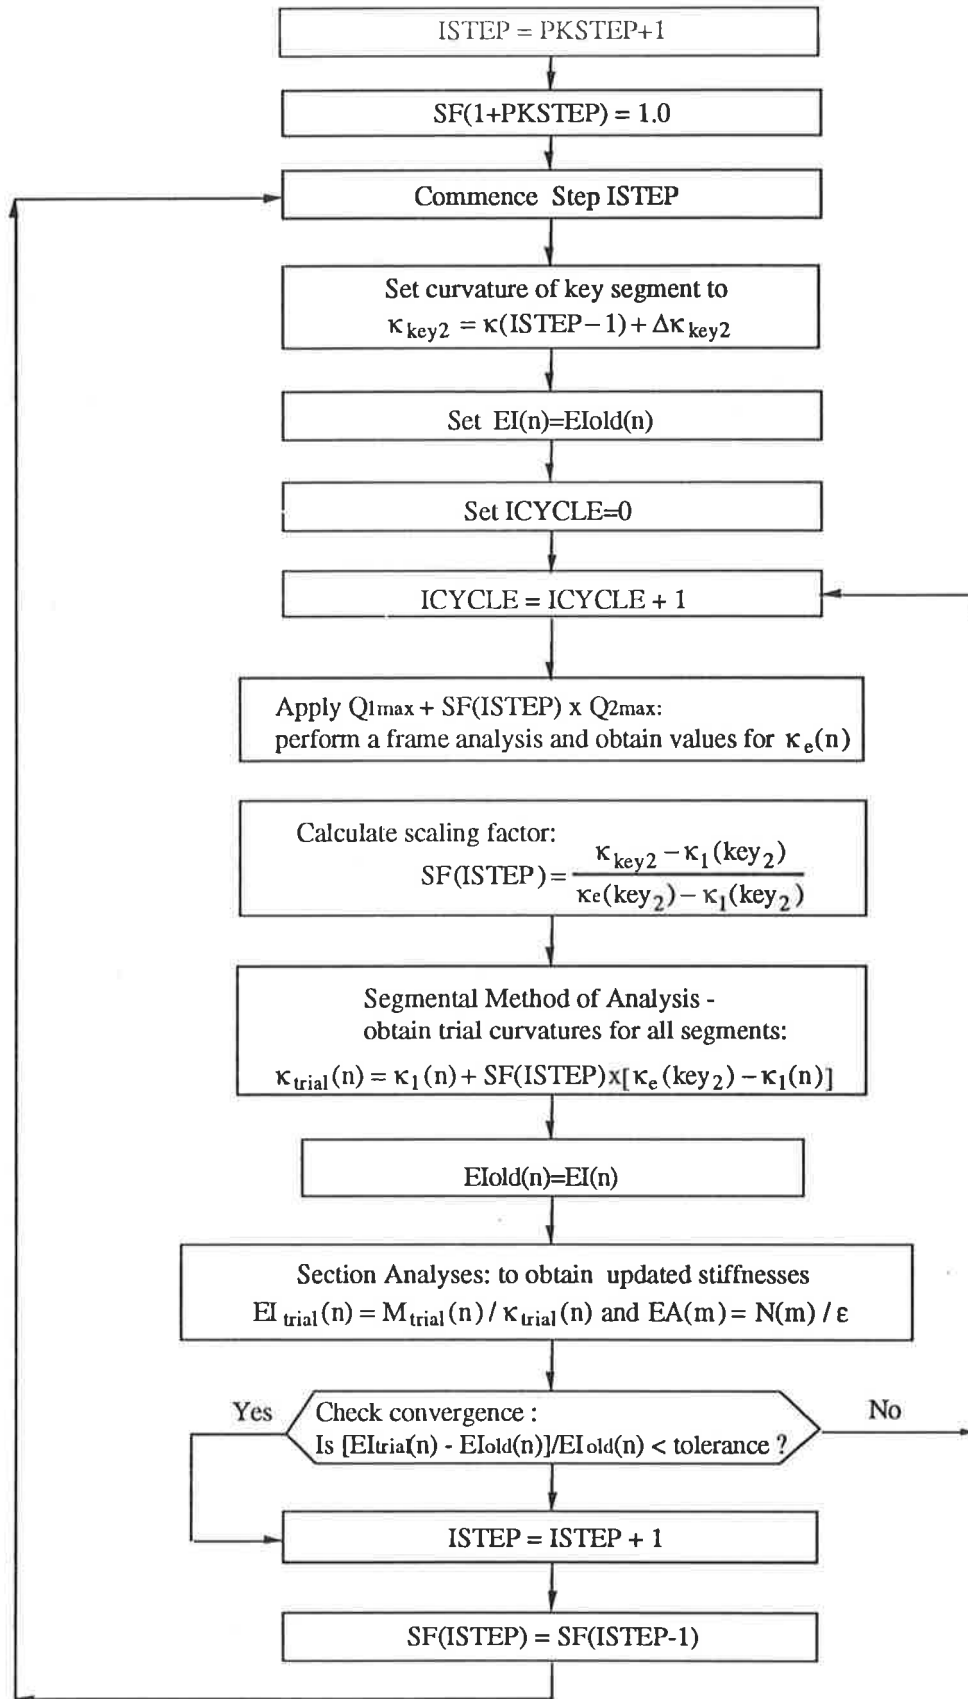 ISTEP = PKSTEP+1
SF(1+PKSTEP) = 1.0
Commence Step ISTEP
Set curvature of key segment to
κkey2 = κ(ISTEP−1) + Δκkey2
Set EI(n)=EIold(n)
Set ICYCLE=0
ICYCLE = ICYCLE + 1
Apply Q1max + SF(ISTEP) x Q2max:
perform a frame analysis and obtain values for κe(n)
Calculate scaling factor:
SF(ISTEP) = (κkey2 − κ1(key2)) / (κe(key2) − κ1(key2))
Segmental Method of Analysis -
obtain trial curvatures for all segments:
κtrial(n) = κ1(n) + SF(ISTEP)x[κe(key2) − κ1(n)]
EIold(n)=EI(n)
Section Analyses: to obtain updated stiffnesses
EItrial(n) = Mtrial(n) / κtrial(n) and EA(m) = N(m) / ε
Yes
Check convergence :
No
Is [EItrial(n) - EIold(n)]/EIold(n) < tolerance ?
ISTEP = ISTEP + 1
SF(ISTEP) = SF(ISTEP-1)